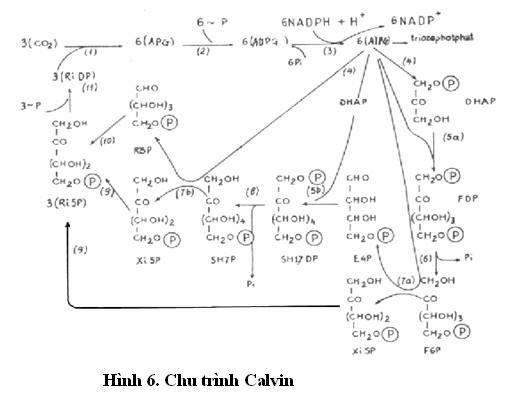 6 ~ P
6NADPH + H+
6 NADP+
3(CO2)
(1)
6(APG)
(2)
6(ADPG)
6Pi
(3)
triozophotphat
3(RiDP)
(4)
(4)
(11)
CHO
DHAP
CH2O P
3~P
(CHOH)3
CO
DHAP
CH2OH
CH2O P
CH2OH
CO
(10)
(5a)
(CHOH)2
R5P
CH2O P
CH2OH
(7b)
CH2OH
(8)
CH2O P
(5b)
CHO
CH2O P
FDP
3(Ri5P)
(9)
CO
CO
CO
CHOH
CO
(CHOH)2
(CHOH)4
(CHOH)4
CHOH
(CHOH)3
CH2O P
CH2O P
CH2O P
CH2O P
CH2O P
(9)
Xi5P
SH7P
SH17DP
E4P
(6)
Pi
Pi
(7a)
CH2OH
CH2OH
CO
CO
(CHOH)2
(CHOH)3
CH2O P
CH2O P
Xi5P
F6P
Hình 6. Chu trình Calvin